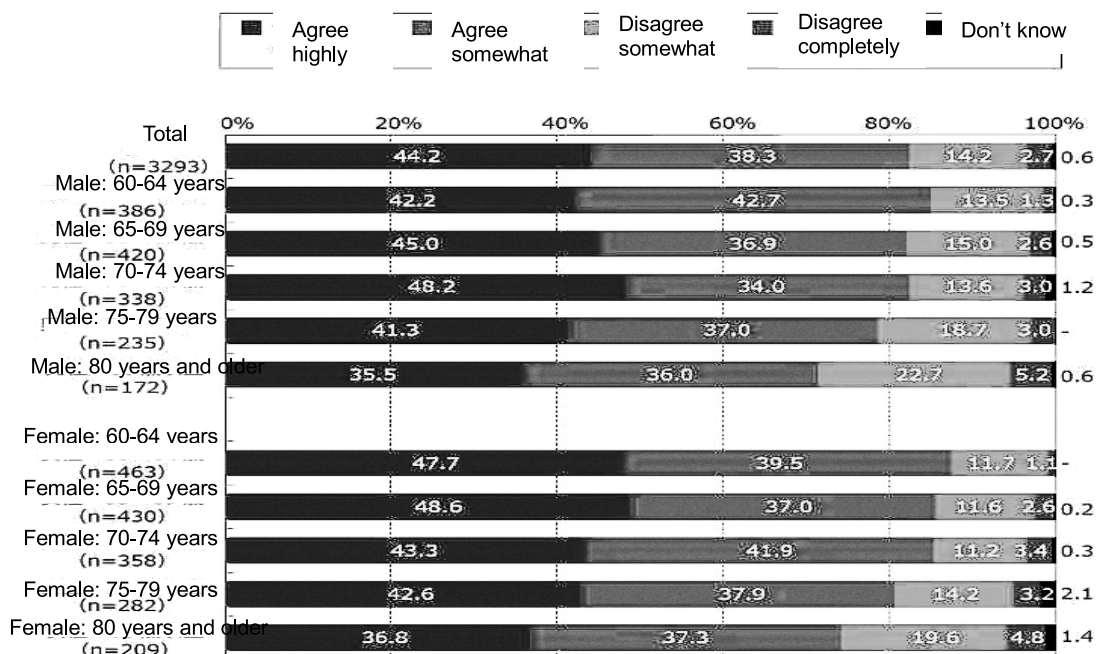 Agree highly
Agree somewhat
Disagree somewhat
Disagree completely
Don't know
0% 20% 40% 60% 80% 100%
Total
(n=3293) 44.2 38.3 14.2 2.7 0.6
Male: 60-64 years
(n=386) 42.2 42.7 13.5 1.3 0.3
Male: 65-69 years
(n=420) 45.0 36.9 15.0 2.6 0.5
Male: 70-74 years
(n=338) 48.2 34.0 13.6 3.0 1.2
Male: 75-79 years
(n=235) 41.3 37.0 18.7 3.0 -
Male: 80 years and older
(n=172) 35.5 36.0 22.7 5.2 0.6
Female: 60-64 years
(n=463) 47.7 39.5 11.7 1.1 -
Female: 65-69 years
(n=430) 48.6 37.0 11.6 2.6 0.2
Female: 70-74 years
(n=358) 43.3 41.9 11.2 3.4 0.3
Female: 75-79 years
(n=282) 42.6 37.9 14.2 3.2 2.1
Female: 80 years and older
(n=209) 36.8 37.3 19.6 4.8 1.4